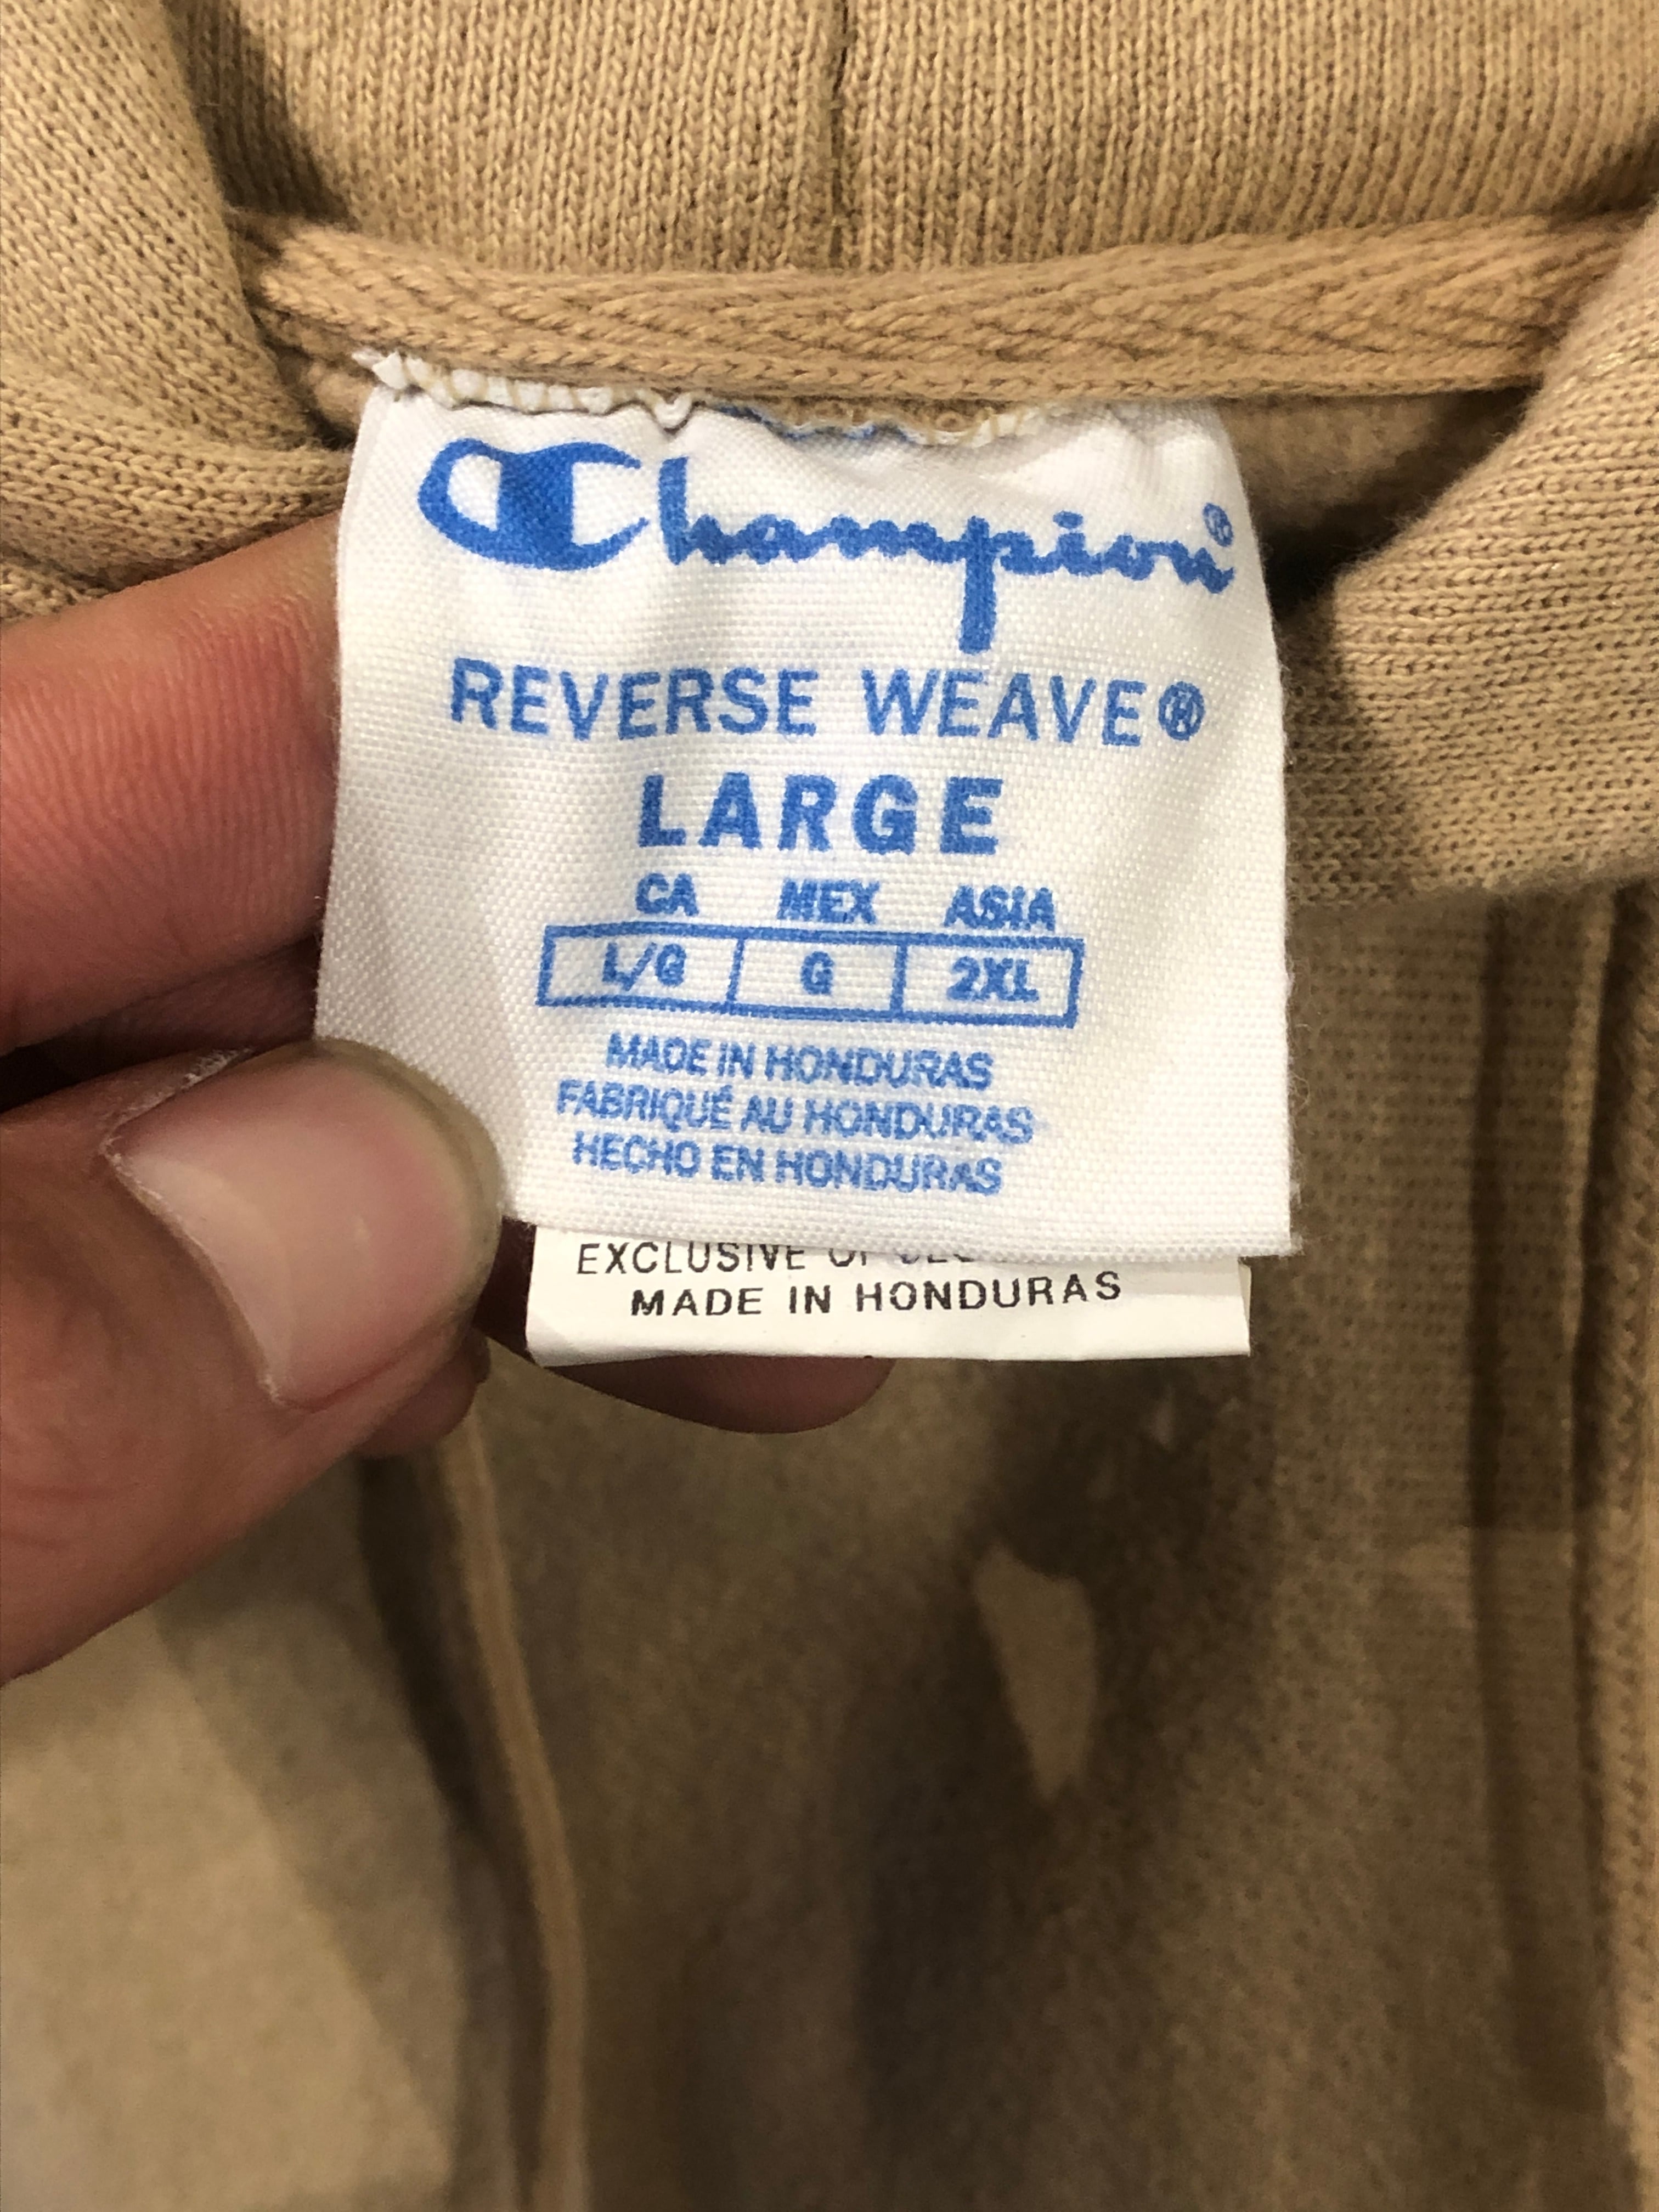 Champion®
REVERSE WEAVE®
LARGE
CA MEX ASIA
L/G G 2XL
MADE IN HONDURAS
FABRIQUÉ AU HONDURAS
HECHO EN HONDURAS
EXCLUSIVE OF
MADE IN HONDURAS